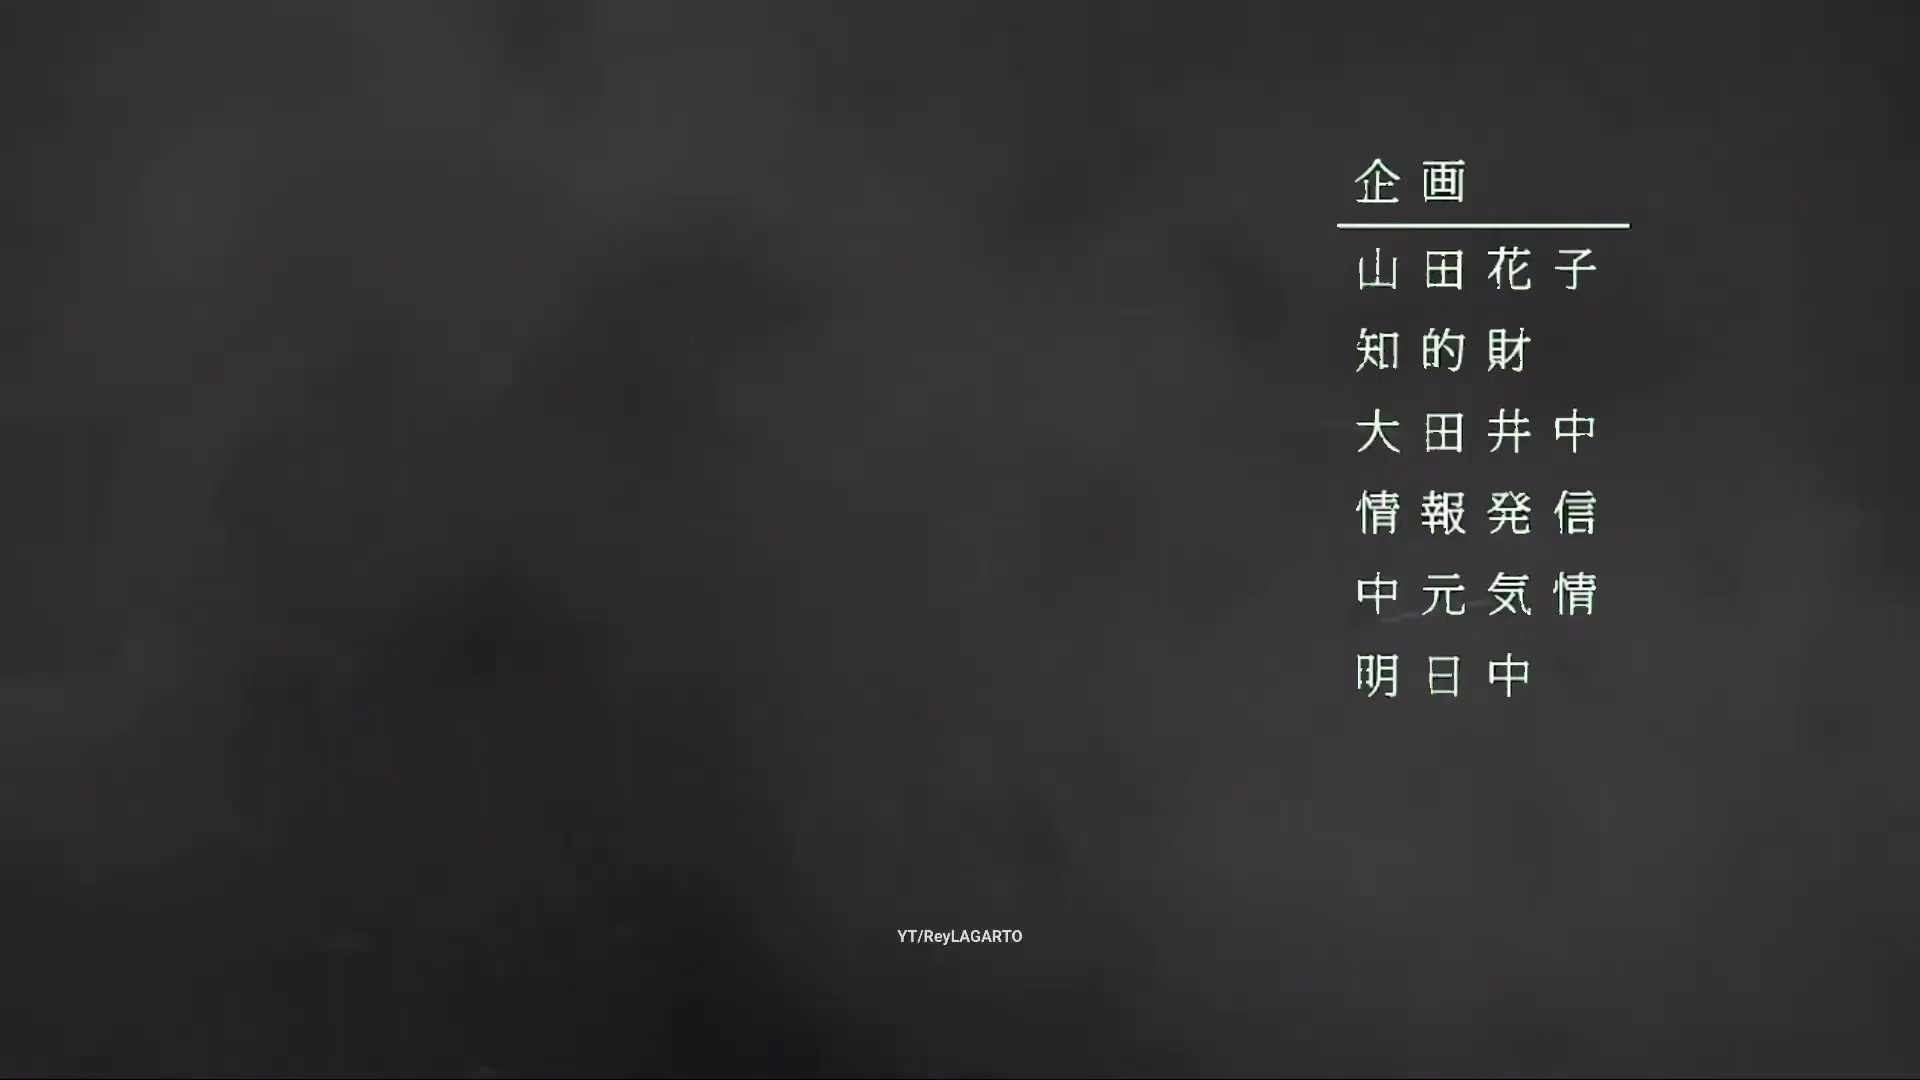 企画
山田花子
知的財
大田井中
情報発信
中元気情
明日中
YT/ReyLAGARTO